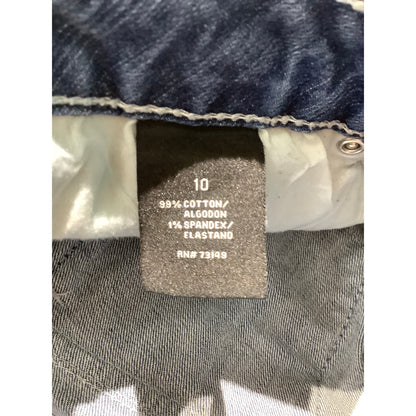 10
99% COTTON/
ALGODON
1% SPANDEX/
ELASTANO
RN# 73149